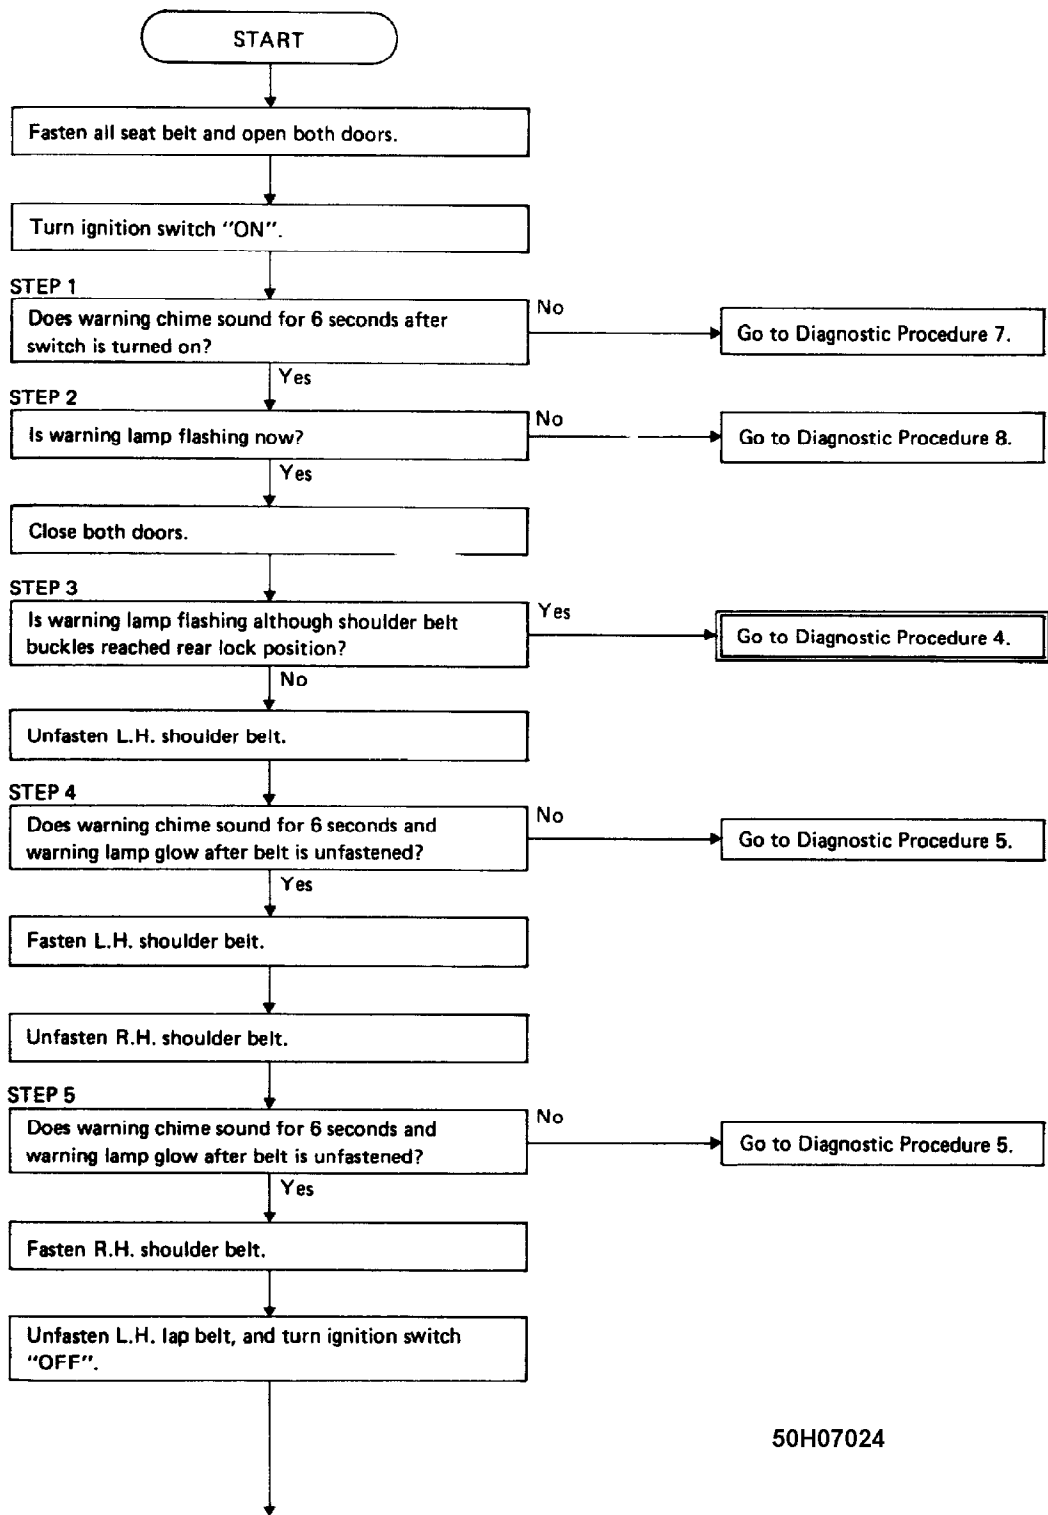 START
Fasten all seat belt and open both doors.
Turn ignition switch "ON".
STEP 1
Does warning chime sound for 6 seconds after
switch is turned on?
No
Go to Diagnostic Procedure 7.
Yes
STEP 2
Is warning lamp flashing now?
No
Go to Diagnostic Procedure 8.
Yes
Close both doors.
STEP 3
Is warning lamp flashing although shoulder belt
buckles reached rear lock position?
Yes
Go to Diagnostic Procedure 4.
No
Unfasten L.H. shoulder belt.
STEP 4
Does warning chime sound for 6 seconds and
warning lamp glow after belt is unfastened?
No
Go to Diagnostic Procedure 5.
Yes
Fasten L.H. shoulder belt.
Unfasten R.H. shoulder belt.
STEP 5
Does warning chime sound for 6 seconds and
warning lamp glow after belt is unfastened?
No
Go to Diagnostic Procedure 5.
Yes
Fasten R.H. shoulder belt.
Unfasten L.H. lap belt, and turn ignition switch
"OFF".
50H07024